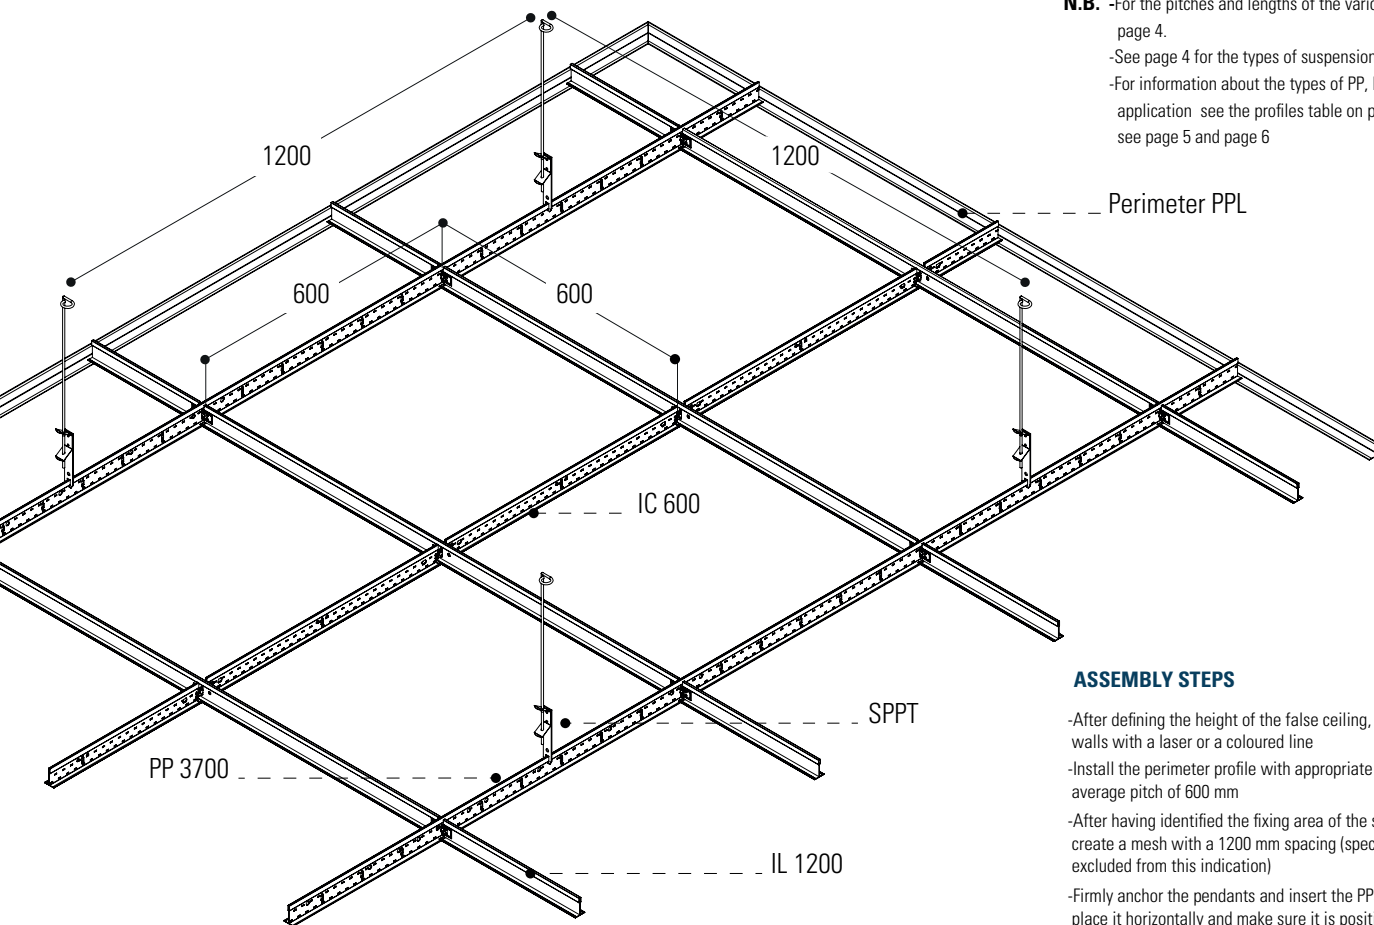 N.B. -For the pitches and lengths of the
page 4.
-See page 4 for the types of suspension
-For information about the types of PP,
application see the profiles table on
see page 5 and page 6
1200
1200
Perimeter PPL
600
600
IC 600
SPPT
PP 3700
IL 1200
ASSEMBLY STEPS
-After defining the height of the false ceiling,
walls with a laser or a coloured line
-Install the perimeter profile with appropriate
average pitch of 600 mm
-After having identified the fixing area of the
create a mesh with a 1200 mm spacing
excluded from this indication)
-Firmly anchor the pendants and insert the PP
place it horizontally and make sure it is